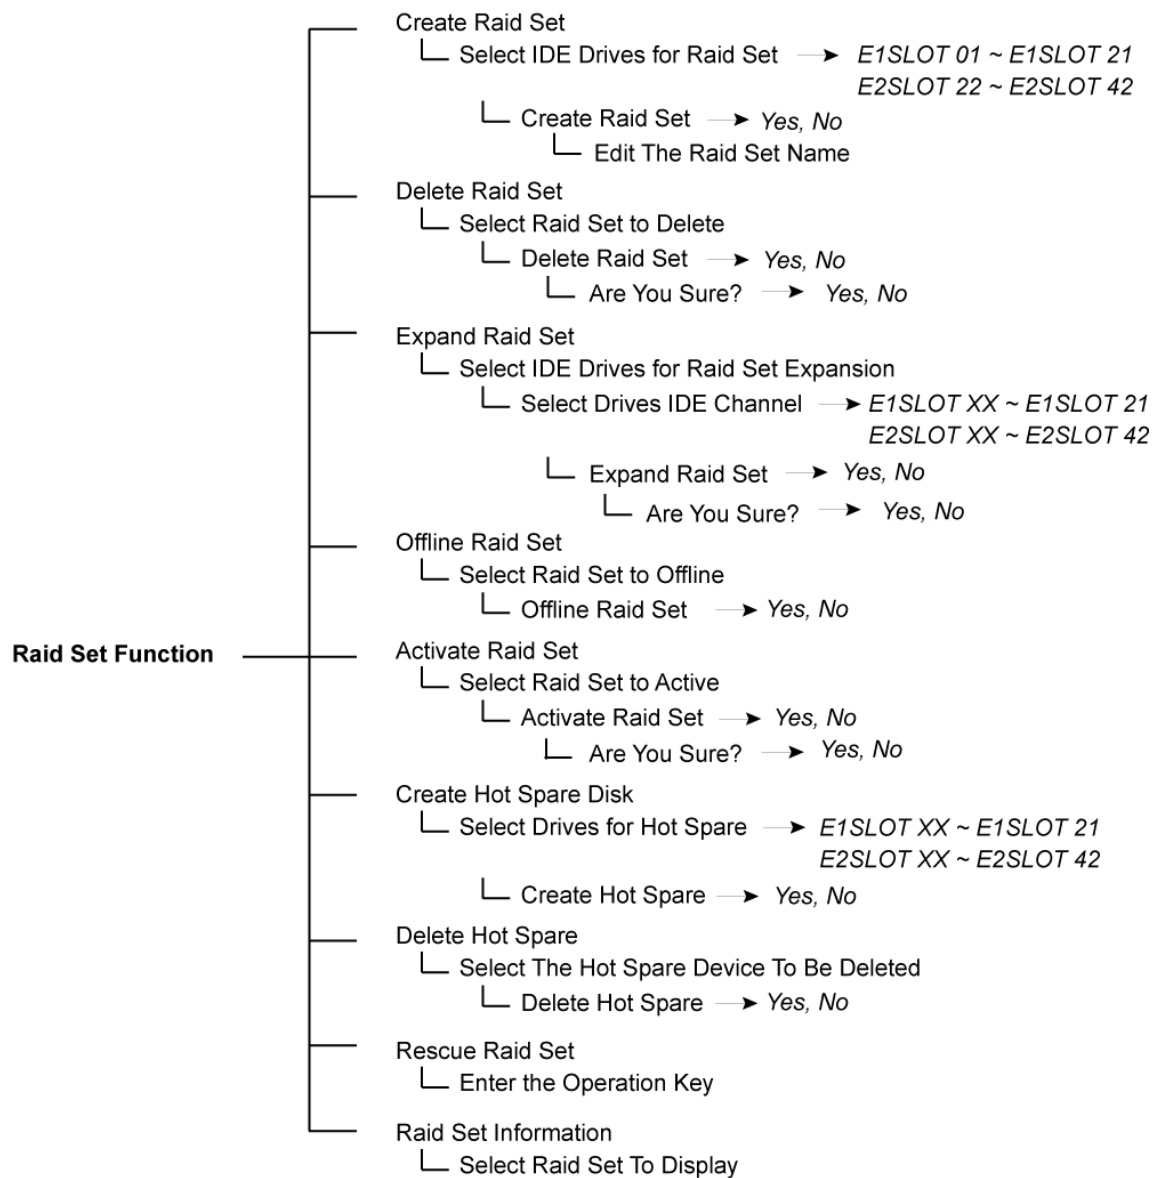 Create Raid Set
Select IDE Drives for Raid Set E1SLOT 01 ~ E1SLOT 21
E2SLOT 22 ~ E2SLOT 42
Create Raid Set Yes, No
Edit The Raid Set Name
Delete Raid Set
Select Raid Set to Delete
Delete Raid Set Yes, No
Are You Sure? Yes, No
Expand Raid Set
Select IDE Drives for Raid Set Expansion
Select Drives IDE Channel E1SLOT XX ~ E1SLOT 21
E2SLOT XX ~ E2SLOT 42
Expand Raid Set Yes, No
Are You Sure? Yes, No
Offline Raid Set
Select Raid Set to Offline
Offline Raid Set Yes, No
Raid Set Function Activate Raid Set
Select Raid Set to Active
Activate Raid Set Yes, No
Are You Sure? Yes, No
Create Hot Spare Disk
Select Drives for Hot Spare E1SLOT XX ~ E1SLOT 21
E2SLOT XX ~ E2SLOT 42
Create Hot Spare Yes, No
Delete Hot Spare
Select The Hot Spare Device To Be Deleted
Delete Hot Spare Yes, No
Rescue Raid Set
Enter the Operation Key
Raid Set Information
Select Raid Set To Display